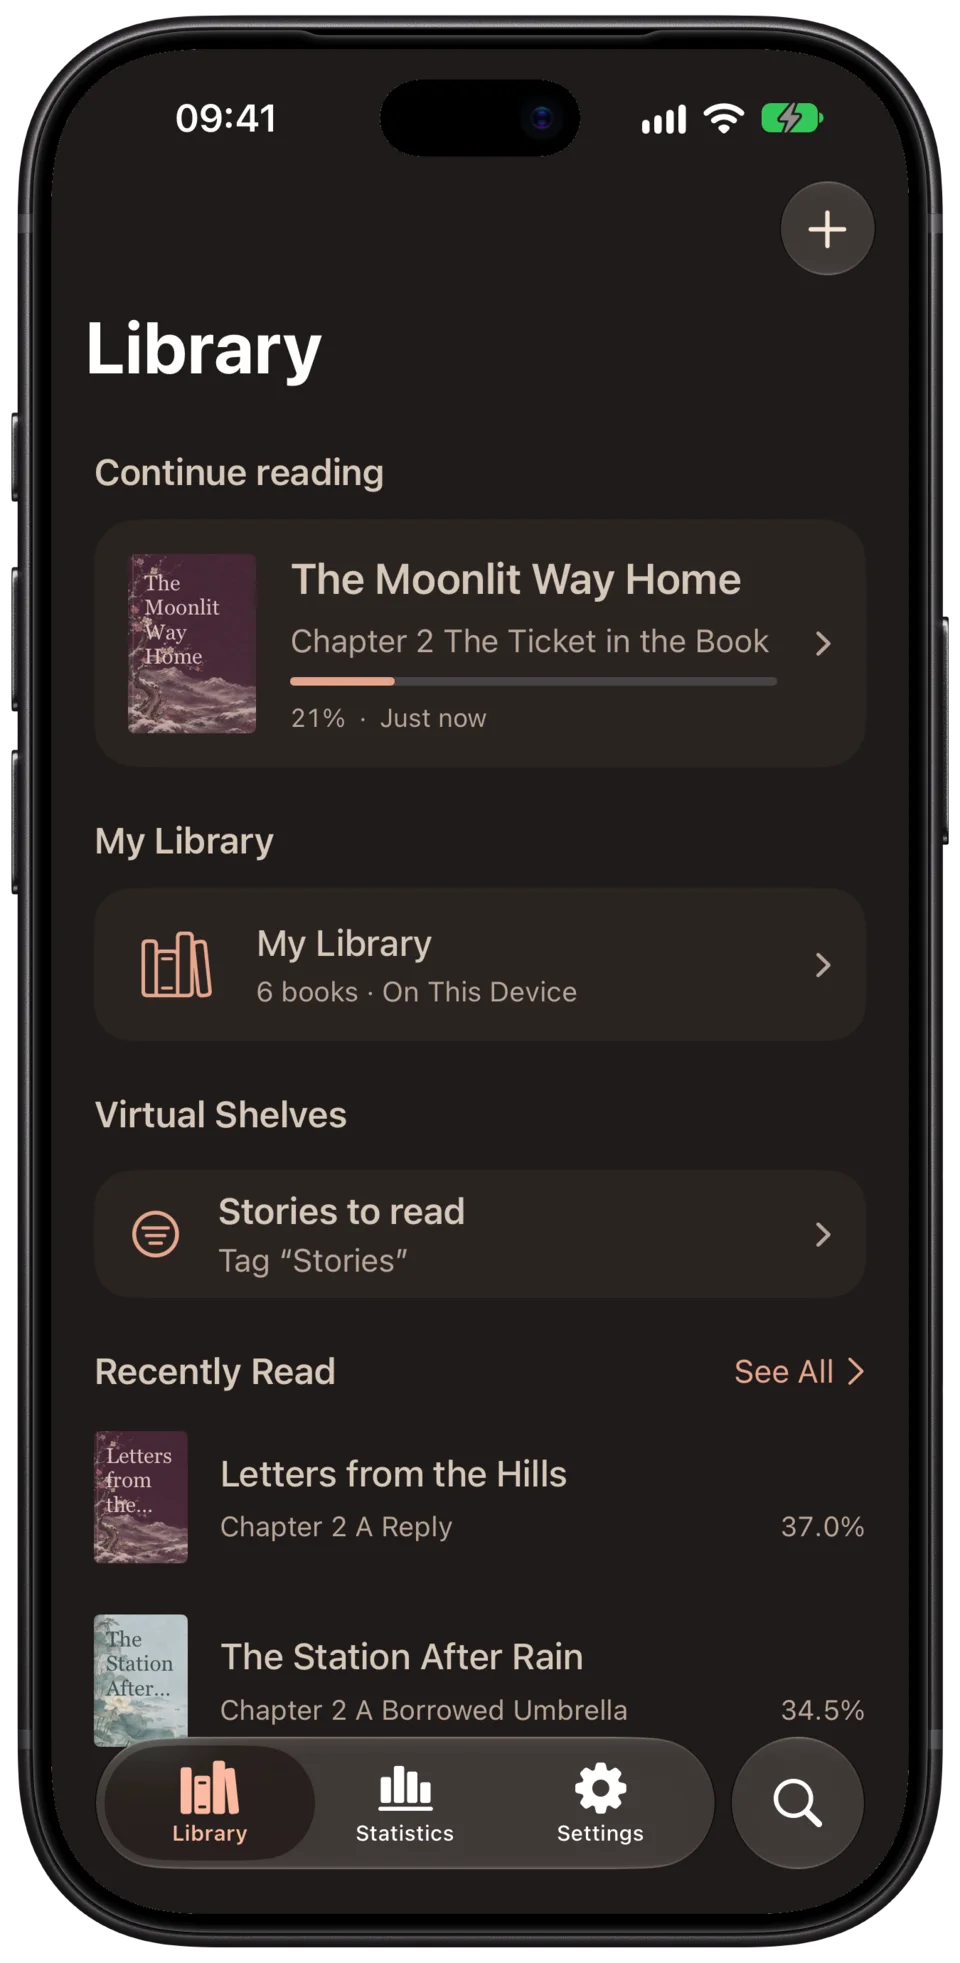 09:41
Library
Continue reading
The
Moonlit
Way
Home
The Moonlit Way Home
Chapter 2 The Ticket in the Book
21% · Just now
My Library
My Library
6 books · On This Device
Virtual Shelves
Stories to read
Tag “Stories”
Recently Read
See All
Letters
from
the...
Letters from the Hills
Chapter 2 A Reply
37.0%
The
Station
After...
The Station After Rain
Chapter 2 A Borrowed Umbrella
34.5%
Library
Statistics
Settings